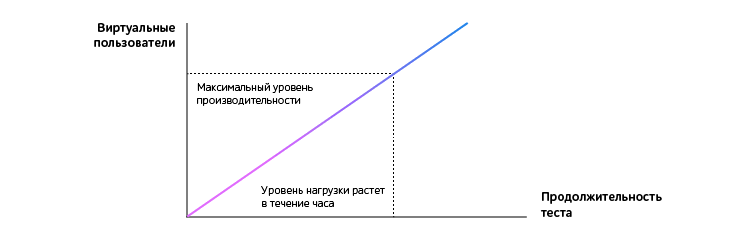 Виртуальные
пользователи
Максимальный уровень
производительности
Уровень нагрузки растет
в течение часа
Продолжительность
теста